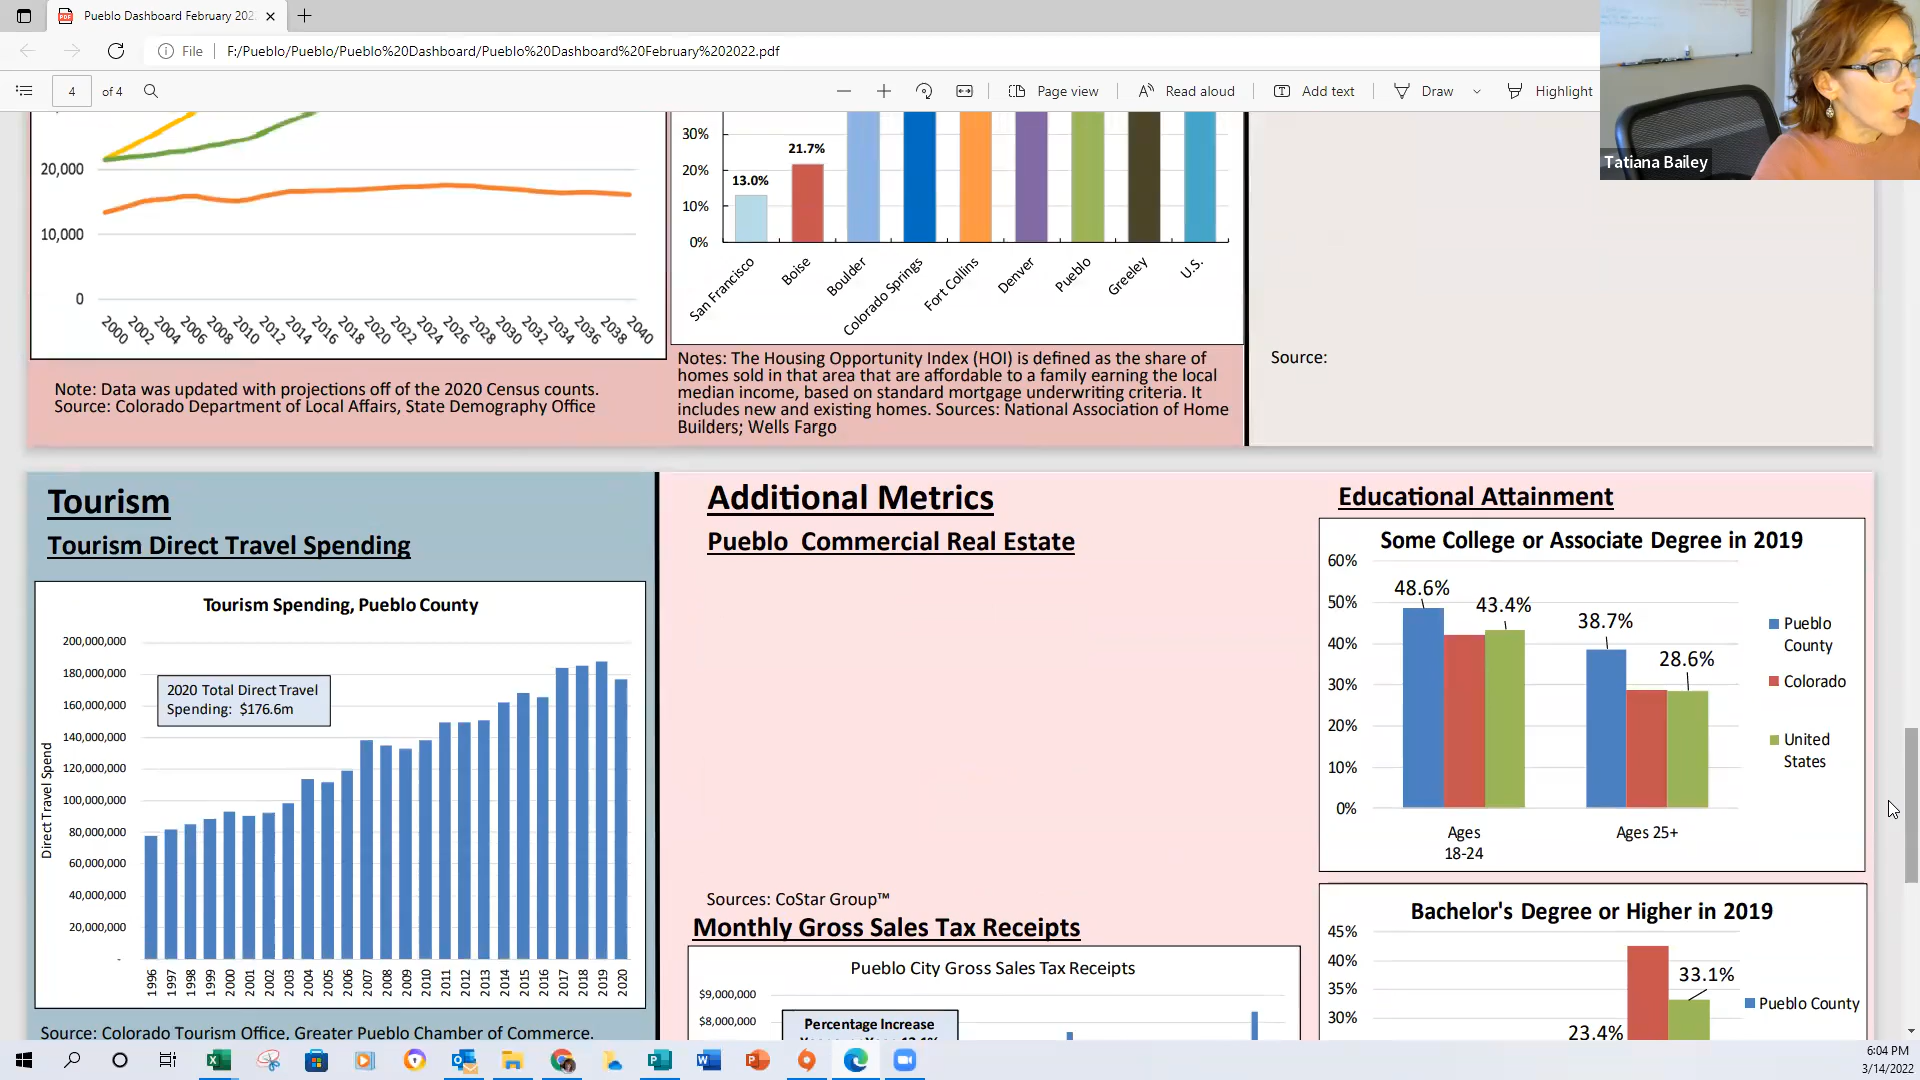 Pueblo Dashboard February 202
File
F:/Pueblo/Pueblo/Pueblo%20Dashboard/Pueblo%20Dashboard%20February%202022.pdf
4 of 4
Page view
Read aloud
Add text
Draw
Highlight
Tatiana Bailey
20,000
10,000
0
2000 2002 2004 2006 2008 2010 2012 2014 2016 2018 2020 2022 2024 2026 2028 2030 2032 2034 2036 2038 2040
Note: Data was updated with projections off of the 2020 Census counts.
Source: Colorado Department of Local Affairs, State Demography Office
30%
20%
10%
0%
13.0%
21.7%
San Francisco Boise Boulder Colorado Springs Fort Collins Denver Pueblo Greeley U.S.
Notes: The Housing Opportunity Index (HOI) is defined as the share of
homes sold in that area that are affordable to a family earning the local
median income, based on standard mortgage underwriting criteria. It
includes new and existing homes. Sources: National Association of Home
Builders; Wells Fargo
Source:
Tourism
Tourism Direct Travel Spending
Tourism Spending, Pueblo County
200,000,000
180,000,000
160,000,000
140,000,000
120,000,000
100,000,000
80,000,000
60,000,000
40,000,000
20,000,000
-
Direct Travel Spend
2020 Total Direct Travel
Spending: $176.6m
1996 1997 1998 1999 2000 2001 2002 2003 2004 2005 2006 2007 2008 2009 2010 2011 2012 2013 2014 2015 2016 2017 2018 2019 2020
Source: Colorado Tourism Office, Greater Pueblo Chamber of Commerce.
Additional Metrics
Pueblo Commercial Real Estate
Sources: CoStar Group™
Monthly Gross Sales Tax Receipts
Pueblo City Gross Sales Tax Receipts
$9,000,000
$8,000,000
Percentage Increase
Educational Attainment
Some College or Associate Degree in 2019
60%
50%
40%
30%
20%
10%
0%
48.6%
43.4%
38.7%
28.6%
Ages
18-24
Ages 25+
Pueblo
County
Colorado
United
States
Bachelor's Degree or Higher in 2019
45%
40%
35%
30%
33.1%
23.4%
Pueblo County
6:04 PM
3/14/2022